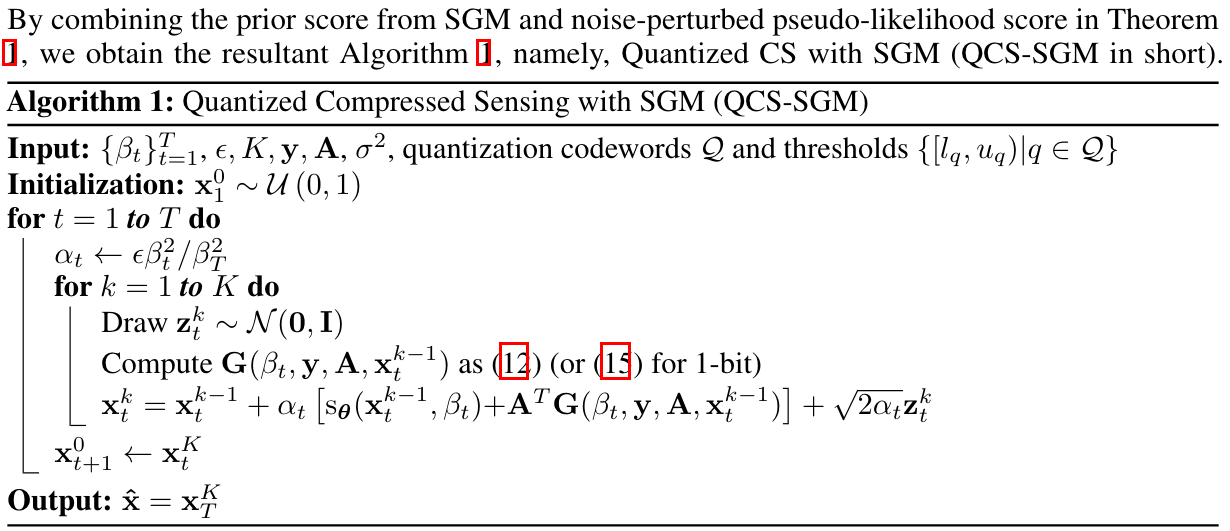 By combining the prior score from SGM and noise-perturbed pseudo-likelihood score in Theorem
1, we obtain the resultant Algorithm 1, namely, Quantized CS with SGM (QCS-SGM in short).
Algorithm 1: Quantized Compressed Sensing with SGM (QCS-SGM)
Input: $\{\beta_t\}_{t=1}^T, \epsilon, K, \mathbf{y}, \mathbf{A}, \sigma^2$, quantization codewords $\mathcal{Q}$ and thresholds $\{[l_q, u_q)|q \in \mathcal{Q}\}$
Initialization: $\mathbf{x}_1^0 \sim \mathcal{U}(0, 1)$
for $t = 1$ to $T$ do
$\alpha_t \leftarrow \epsilon\beta_t^2/\beta_T^2$
for $k = 1$ to $K$ do
Draw $\mathbf{z}_t^k \sim \mathcal{N}(\mathbf{0}, \mathbf{I})$
Compute $\mathbf{G}(\beta_t, \mathbf{y}, \mathbf{A}, \mathbf{x}_t^{k-1})$ as (12) (or (15) for 1-bit)
$\mathbf{x}_t^k = \mathbf{x}_t^{k-1} + \alpha_t \left[\mathrm{s}_{\boldsymbol{\theta}}(\mathbf{x}_t^{k-1}, \beta_t) + \mathbf{A}^T \mathbf{G}(\beta_t, \mathbf{y}, \mathbf{A}, \mathbf{x}_t^{k-1})\right] + \sqrt{2\alpha_t}\mathbf{z}_t^k$
$\mathbf{x}_{t+1}^0 \leftarrow \mathbf{x}_t^K$
Output: $\hat{\mathbf{x}} = \mathbf{x}_T^K$